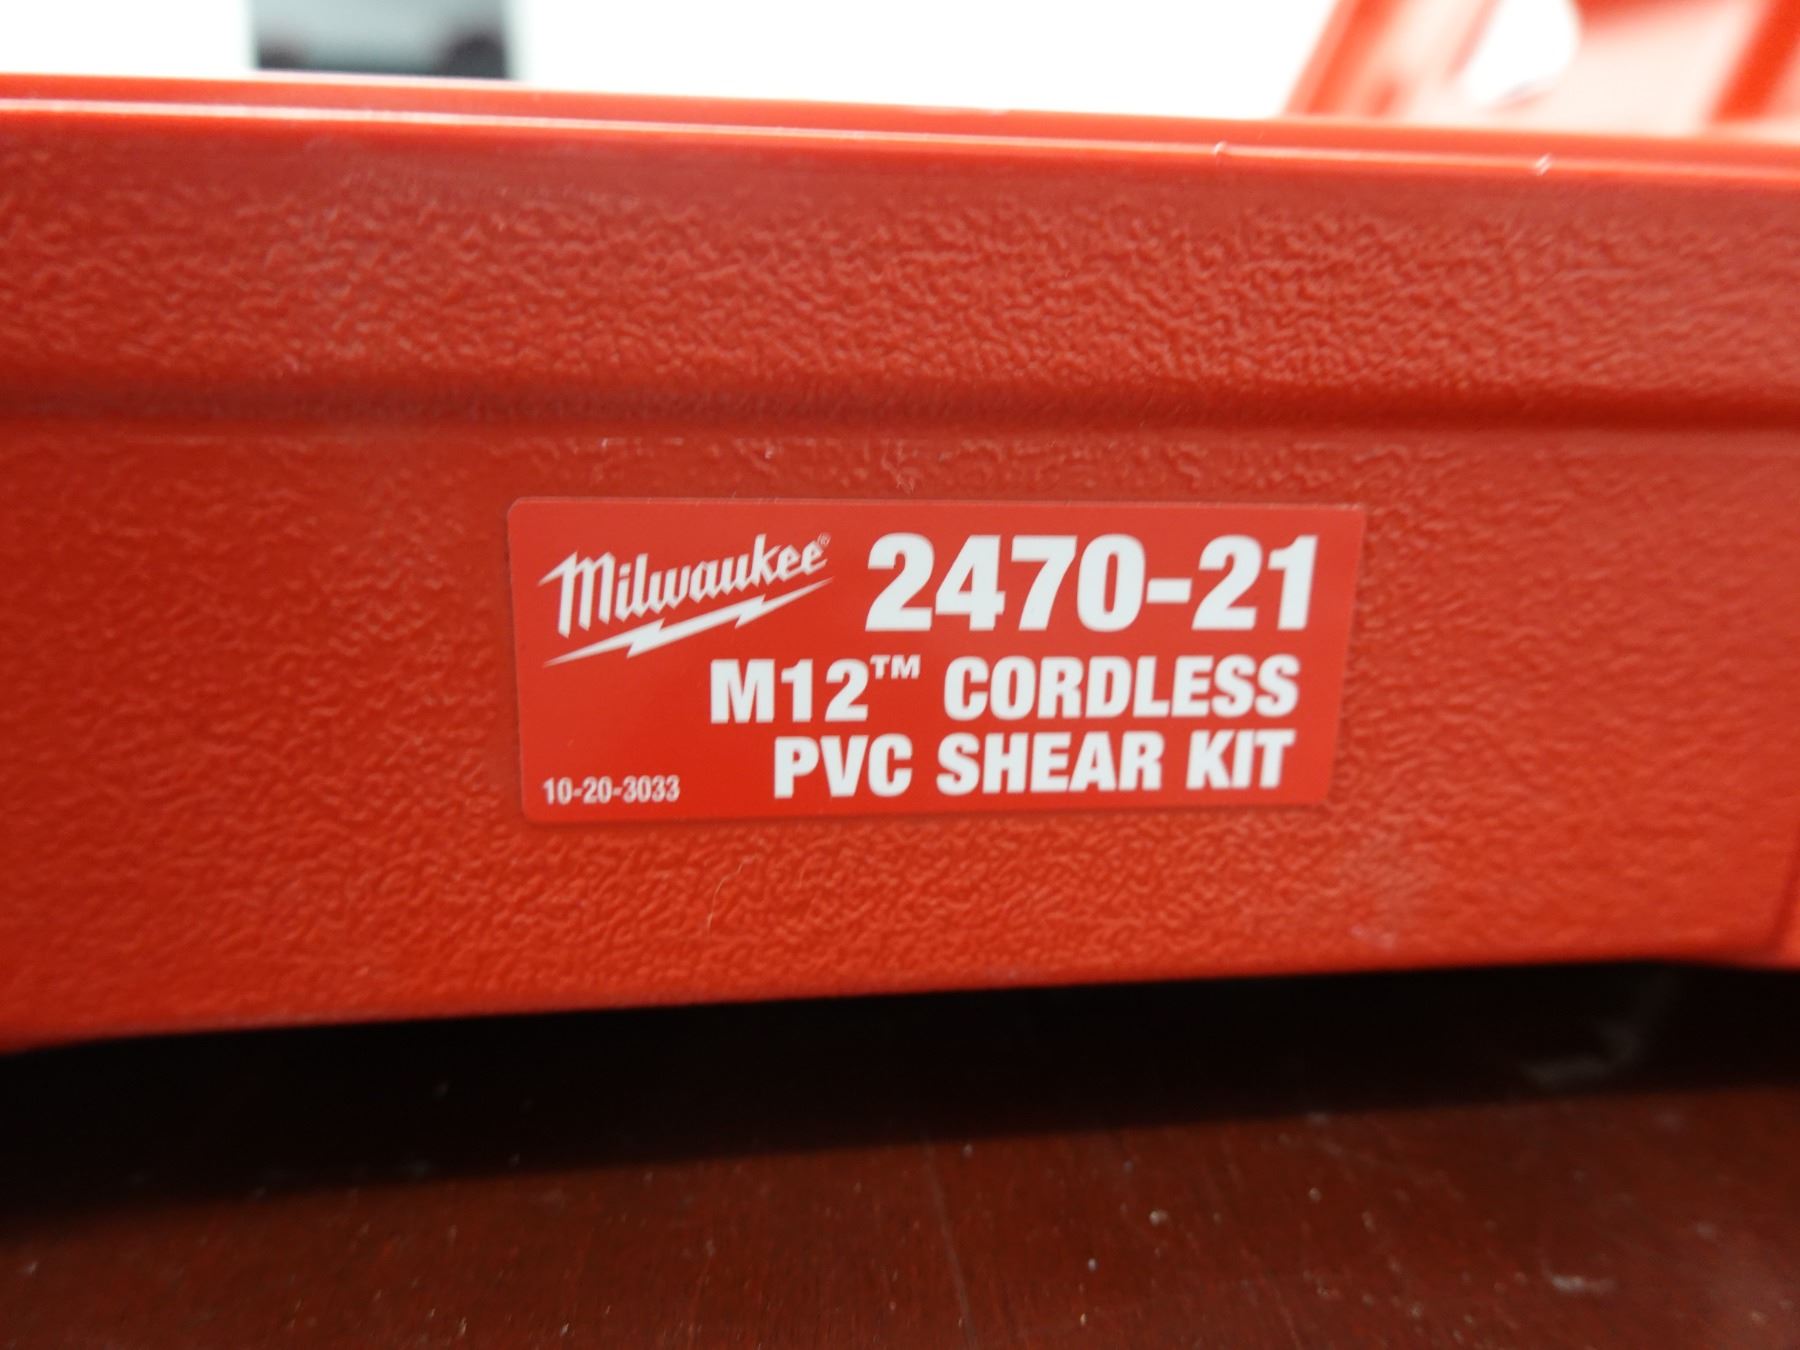 Milwaukee® 2470-21
M12™ CORDLESS
PVC SHEAR KIT
10-20-3033